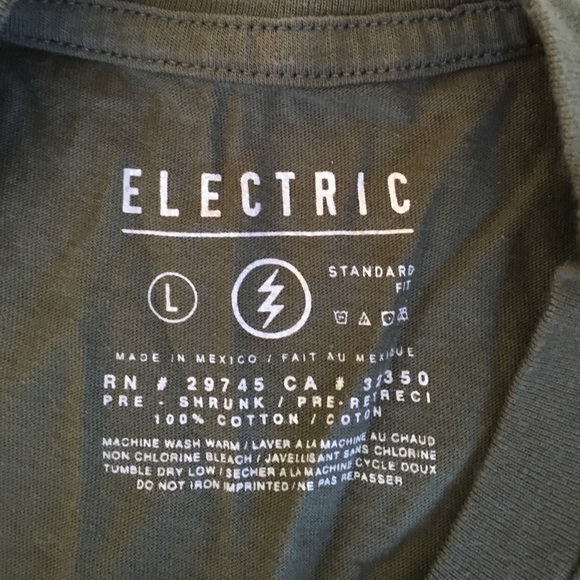 ELECTRIC
L
STANDARD
FIT
MADE IN MEXICO / FAIT AU MEXIQUE
RN # 29745 CA #
PRE - SHRUNK / PRE-RETRECI
100% COTTON / COTON
MACHINE WASH WARM / LAVER A LA MACHINE AU CHAUD
NON CHLORINE BLEACH / JAVELLISANT SANS CHLORINE
TUMBLE DRY LOW / SECHER A LA MACHINE CYCLE DOUX
DO NOT IRON IMPRINTED / NE PAS REPASSER